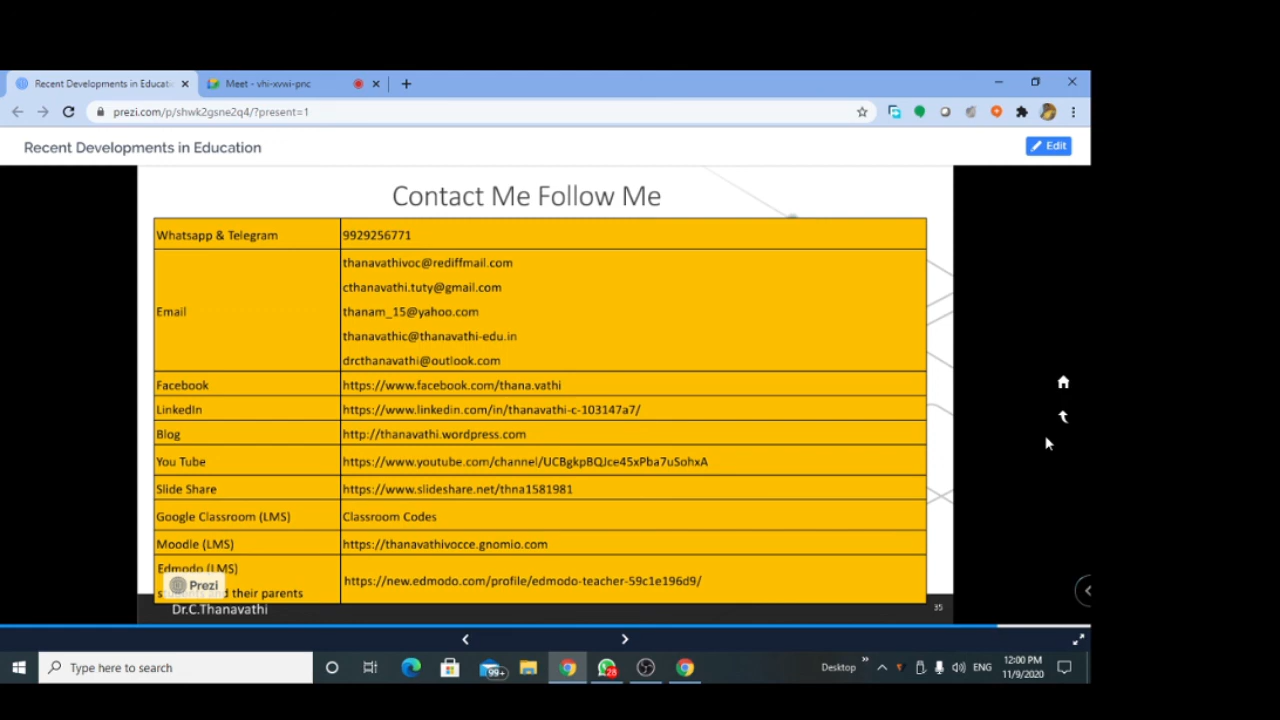 Recent Developments in Educati
Meet - vhi-xvwi-pnc
prezi.com/p/shwk2gsne2q4/?present=1
Recent Developments in Education
Edit
Contact Me Follow Me
Whatsapp & Telegram 9929256771
thanavathivoc@rediffmail.com
cthanavathi.tuty@gmail.com
Email thanam_15@yahoo.com
thanavathic@thanavathi-edu.in
drcthanavathi@outlook.com
Facebook https://www.facebook.com/thana.vathi
LinkedIn https://www.linkedin.com/in/thanavathi-c-103147a7/
Blog http://thanavathi.wordpress.com
You Tube https://www.youtube.com/channel/UCBgkpBQJce45xPba7uSohxA
Slide Share https://www.slideshare.net/thna1581981
Google Classroom (LMS) Classroom Codes
Moodle (LMS) https://thanavathivocce.gnomio.com
Edmodo (LMS)
https://new.edmodo.com/profile/edmodo-teacher-59c1e196d9/
Prezi
students and their parents
Dr.C.Thanavathi
35
Type here to search
99+
28
Desktop
ENG
12:00 PM
11/9/2020